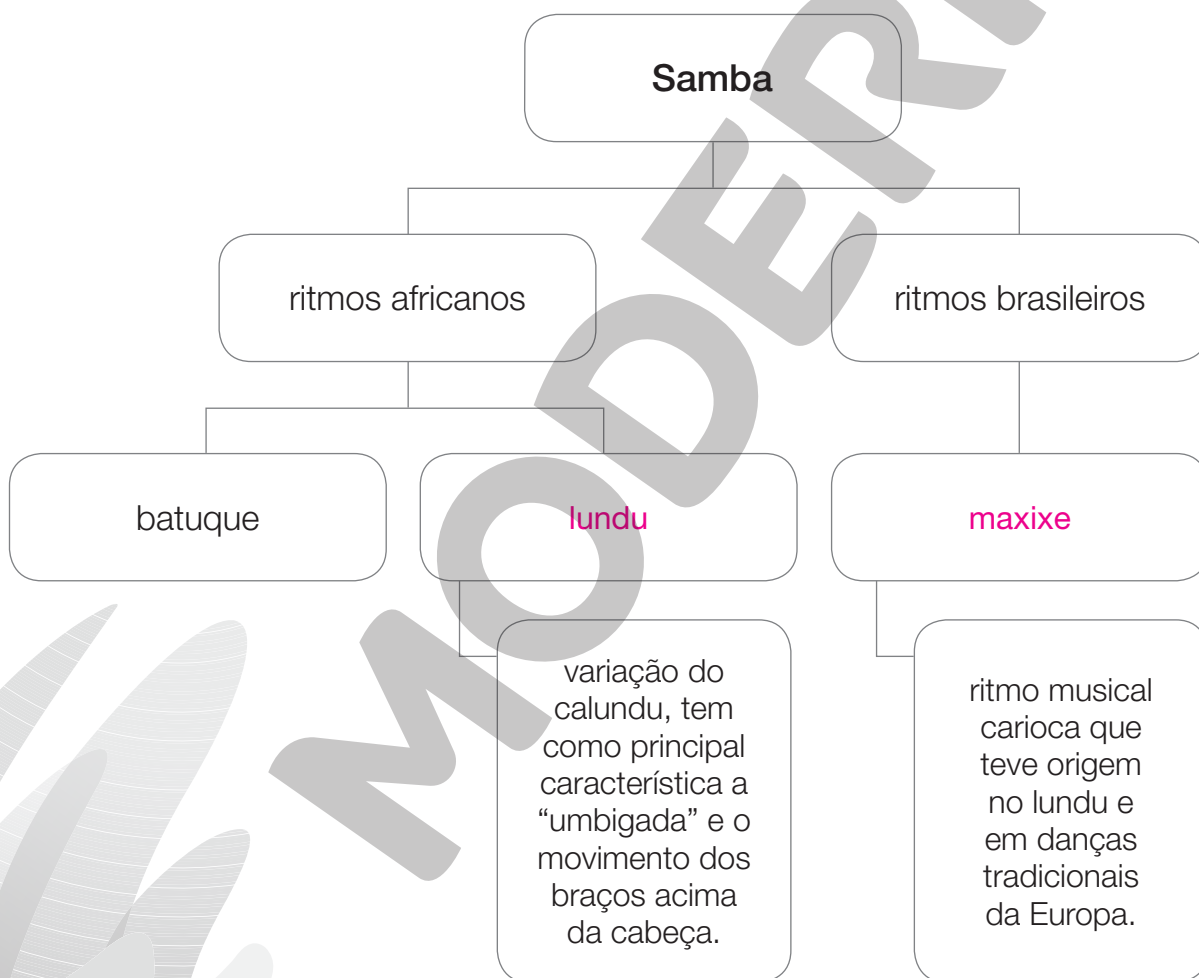 Samba
ritmos africanos
ritmos brasileiros
batuque
lundu
maxixe
variação do
calundu, tem
como principal
característica a
“umbigada” e o
movimento dos
braços acima
da cabeça.
ritmo musical
carioca que
teve origem
no lundu e
em danças
tradicionais
da Europa.
MODER